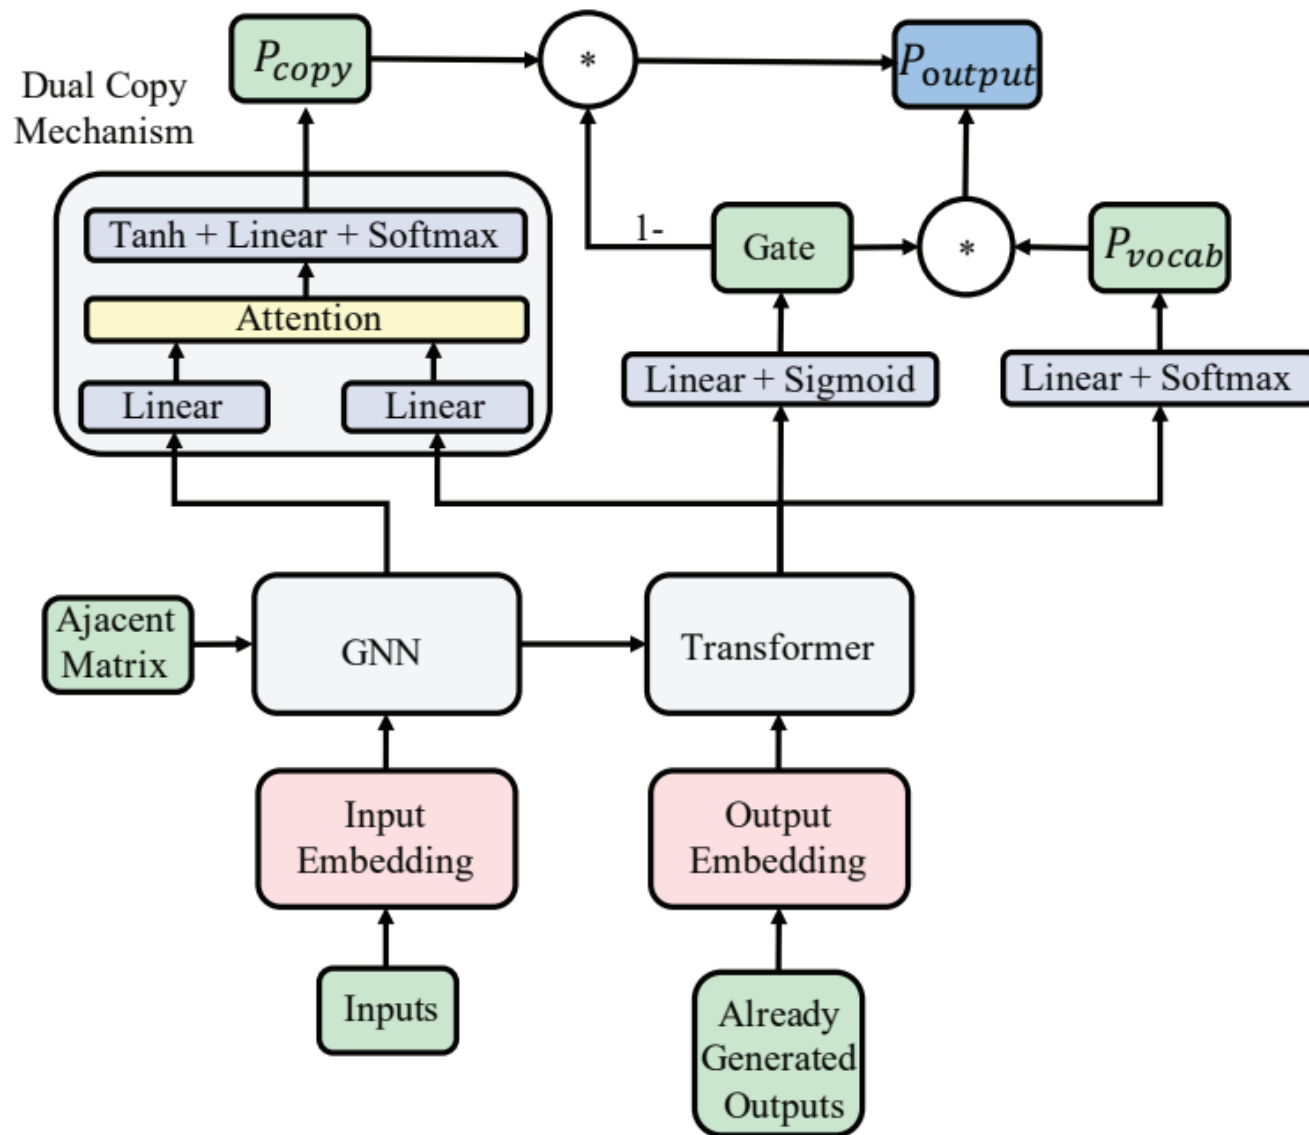 P_copy
*
P_output
Dual Copy
Mechanism
Tanh + Linear + Softmax
1-
Gate
*
P_vocab
Attention
Linear
Linear
Linear + Sigmoid
Linear + Softmax
Ajacent
Matrix
GNN
Transformer
Input
Embedding
Output
Embedding
Inputs
Already
Generated
Outputs